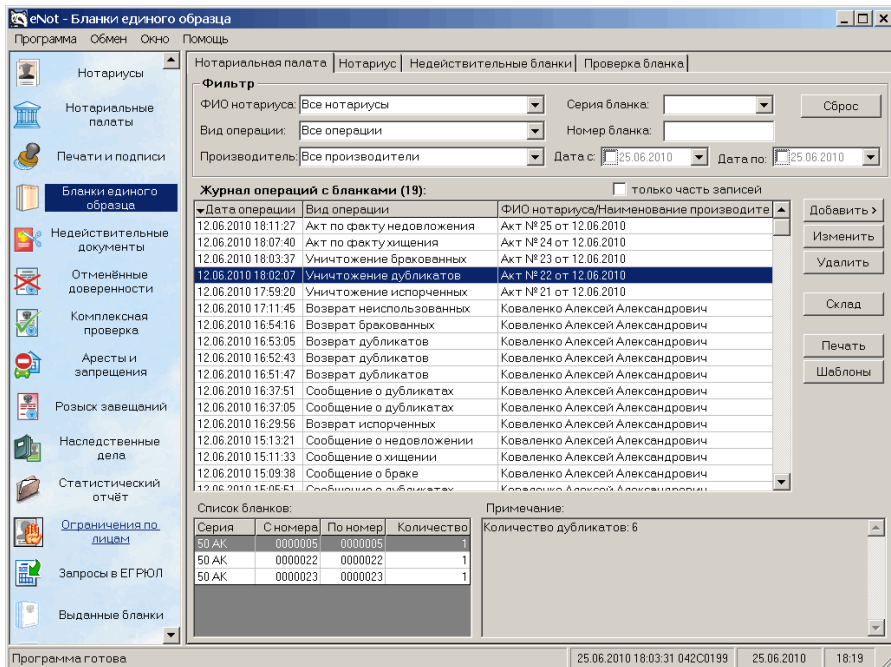 eNot - Бланки единого образца
Программа Обмен Окно Помощь
Нотариусы
Нотариальные
палаты
Печати и подписи
Бланки единого
образца
Недействительные
документы
Отменённые
доверенности
Комплексная
проверка
Аресты и
запрещения
Розыск завещаний
Наследственные
дела
Статистический
отчёт
Ограничения по
лицам
Запросы в ЕГРЮЛ
Выданные бланки
Нотариальная палата Нотариус Недействительные бланки Проверка бланка
Фильтр
ФИО нотариуса: Все нотариусы Серия бланка: Сброс
Вид операции: Все операции Номер бланка:
Производитель: Все производители Дата с: 25.06.2010 Дата по: 25.06.2010
Журнал операций с бланками (19): только часть записей
Дата операции Вид операции ФИО нотариуса/Наименование производите
12.06.2010 18:11:27 Акт по факту недовложения Акт № 25 от 12.06.2010
12.06.2010 18:07:40 Акт по факту хищения Акт № 24 от 12.06.2010
12.06.2010 18:03:37 Уничтожение бракованных Акт № 23 от 12.06.2010
12.06.2010 18:02:07 Уничтожение дубликатов Акт № 22 от 12.06.2010
12.06.2010 17:59:20 Уничтожение испорченных Акт № 21 от 12.06.2010
12.06.2010 17:11:45 Возврат неиспользованных Коваленко Алексей Александрович
12.06.2010 16:54:16 Возврат бракованных Коваленко Алексей Александрович
12.06.2010 16:53:05 Возврат дубликатов Коваленко Алексей Александрович
12.06.2010 16:52:43 Возврат дубликатов Коваленко Алексей Александрович
12.06.2010 16:51:47 Возврат дубликатов Коваленко Алексей Александрович
12.06.2010 16:37:51 Сообщение о дубликатах Коваленко Алексей Александрович
12.06.2010 16:37:05 Сообщение о дубликатах Коваленко Алексей Александрович
12.06.2010 16:29:56 Возврат испорченных Коваленко Алексей Александрович
12.06.2010 15:13:21 Сообщение о недовложении Коваленко Алексей Александрович
12.06.2010 15:11:33 Сообщение о хищении Коваленко Алексей Александрович
12.06.2010 15:09:38 Сообщение о браке Коваленко Алексей Александрович
12.06.2010 15:05:51 Сообщение о дубликатах Коваленко Алексей Александрович
Добавить >
Изменить
Удалить
Склад
Печать
Шаблоны
Список бланков: Примечание:
Серия С номера По номер Количество
50 АК 0000005 0000005 1
50 АК 0000022 0000022 1
50 АК 0000023 0000023 1
Количество дубликатов: 6
Программа готова 25.06.2010 18:03:31 042C0199 25.06.2010 18:19